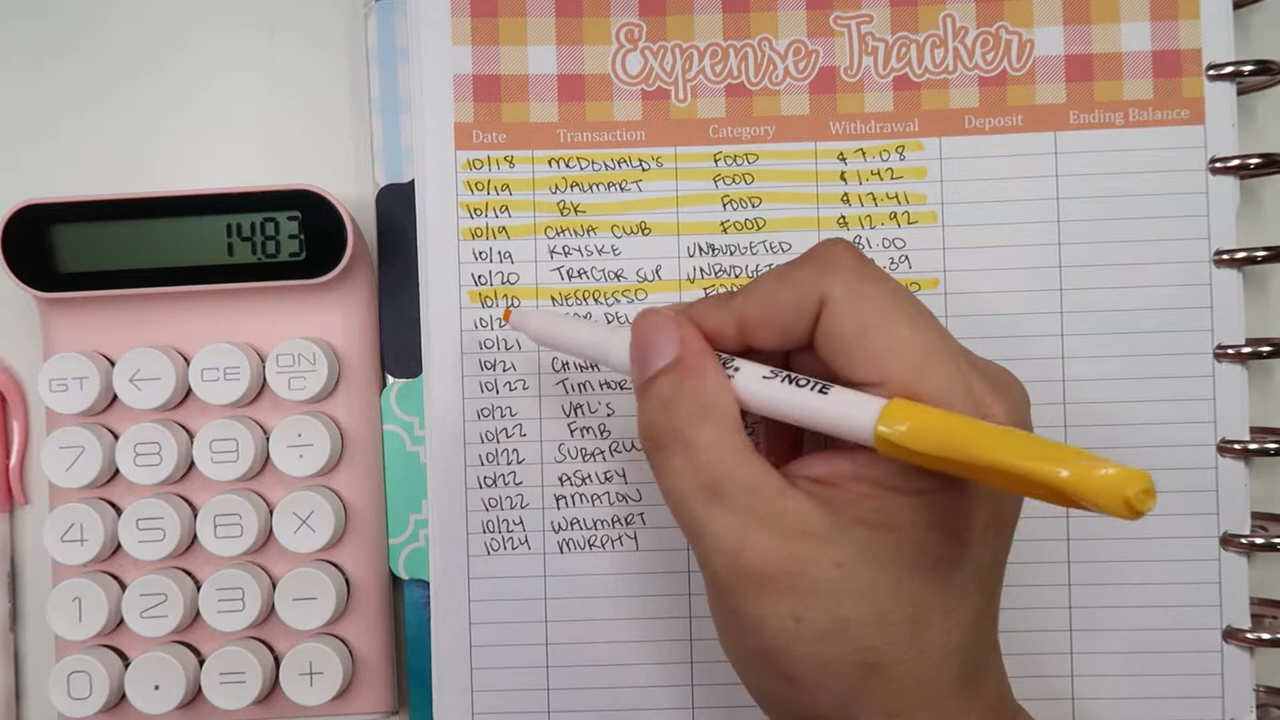 Expense Tracker
Date Transaction Category Withdrawal Deposit Ending Balance
10/18 MCDONALD'S FOOD $7.08
10/19 WALMART FOOD $1.42
10/19 BK FOOD $17.41
10/19 CHINA CLUB FOOD $12.92
10/19 KRYSKE UNBUDGETED 81.00
10/20 TRACTOR SUP .39
10/20 NESPRESSO
DEL
10/21
10/21
10/22 TIM HOR
10/22 VAL'S
10/22 FMB
10/22 SUBARU
10/22 ASHLEY
10/22 AMAZON
10/24 WALMART
10/24 MURPHY
S-NOTE
14.83
GT ← CE ON/C
7 8 9 ÷
4 5 6 ×
1 2 3 −
0 . = +